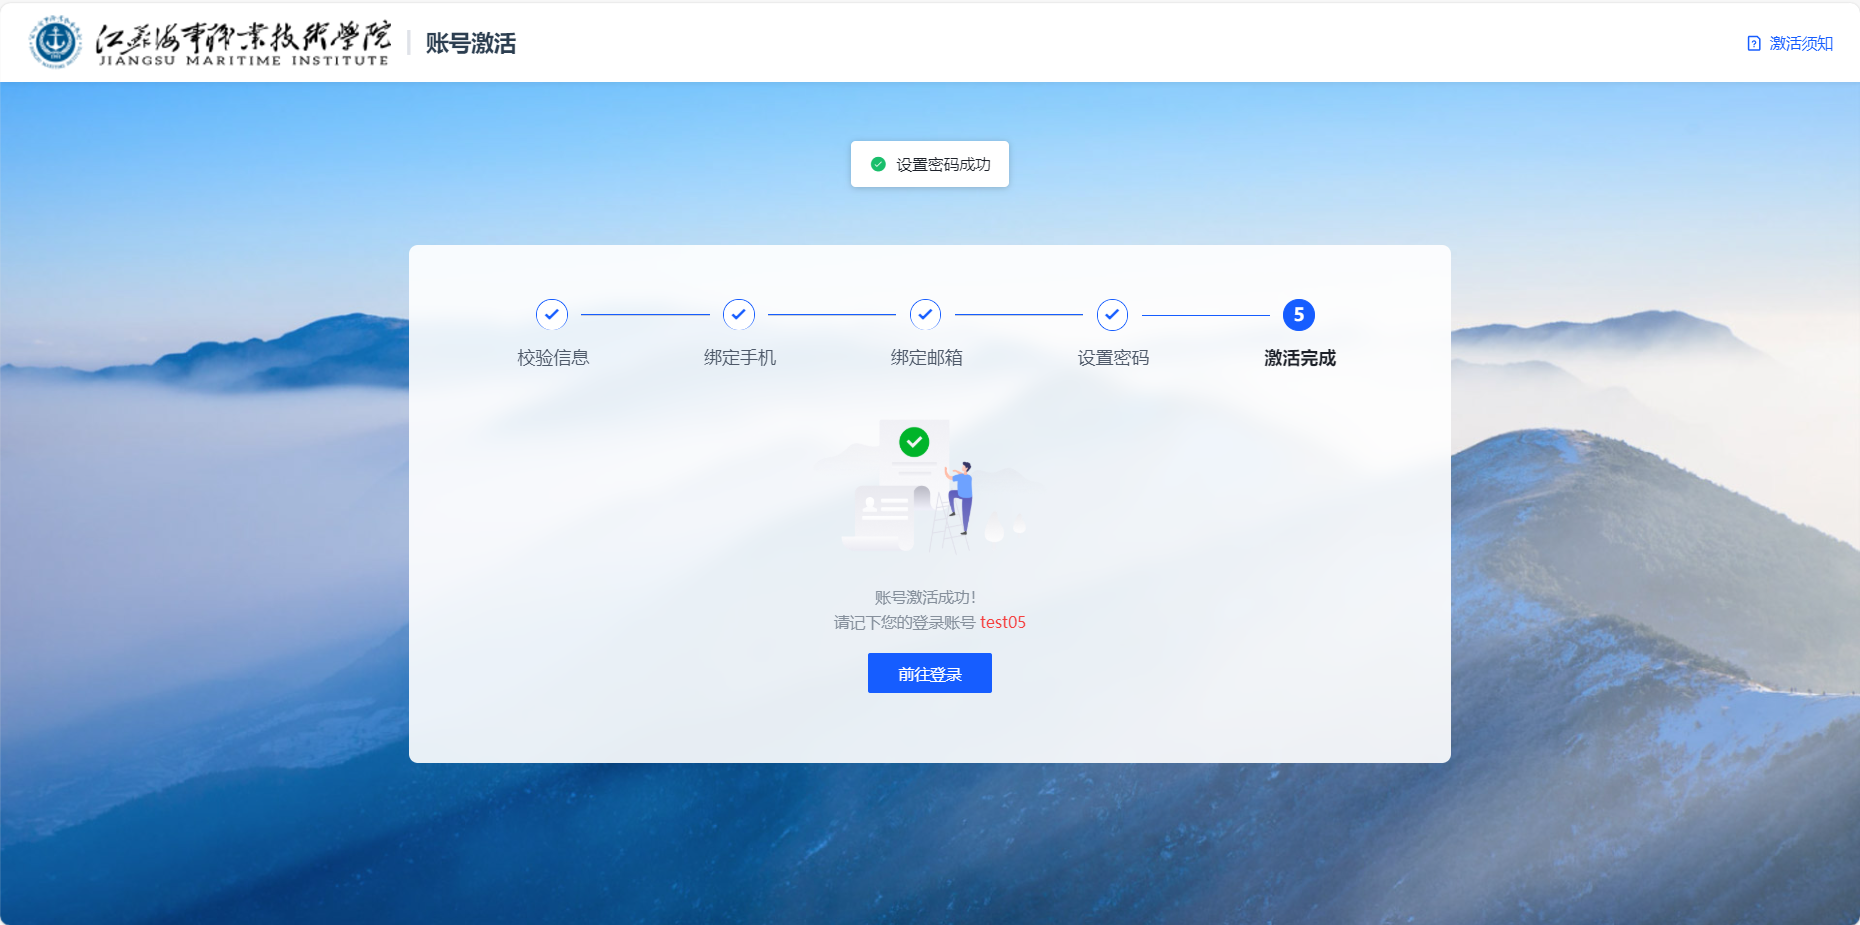 江苏海事职业技术學院
JIANGSU MARITIME INSTITUTE
账号激活
激活须知
设置密码成功
校验信息
绑定手机
绑定邮箱
设置密码
5
激活完成
账号激活成功！
请记下您的登录账号 test05
前往登录